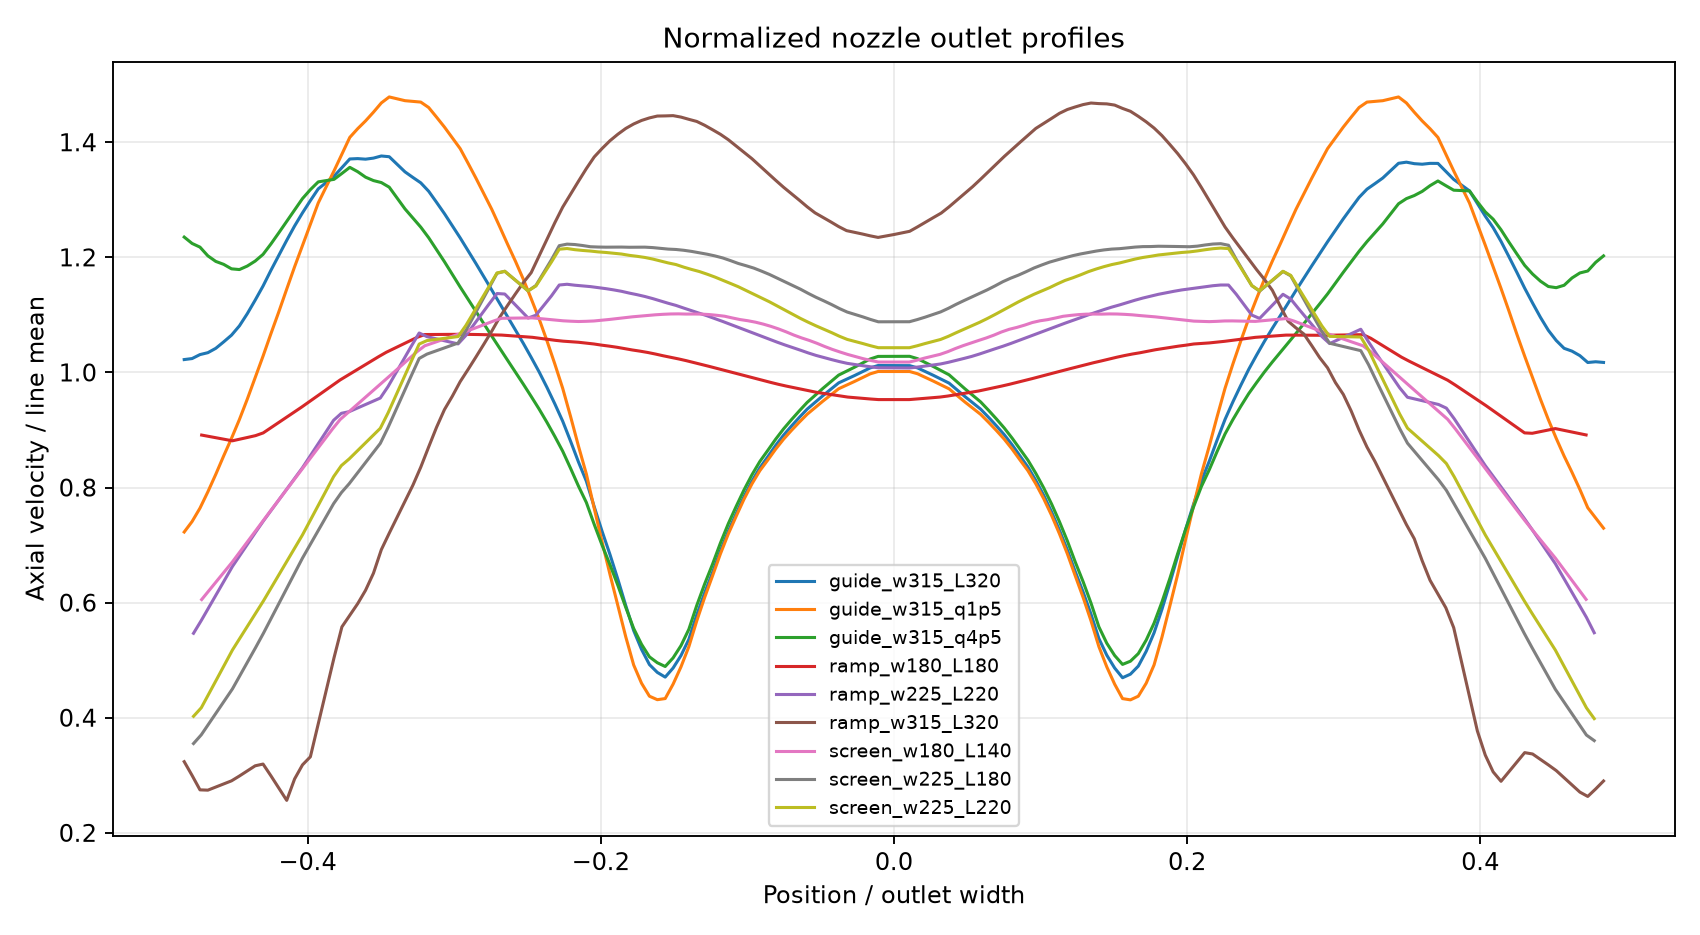 Normalized nozzle outlet profiles
Axial velocity / line mean
1.4
1.2
1.0
0.8
0.6
0.4
0.2
guide_w315_L320
guide_w315_q1p5
guide_w315_q4p5
ramp_w180_L180
ramp_w225_L220
ramp_w315_L320
screen_w180_L140
screen_w225_L180
screen_w225_L220
−0.4 −0.2 0.0 0.2 0.4
Position / outlet width